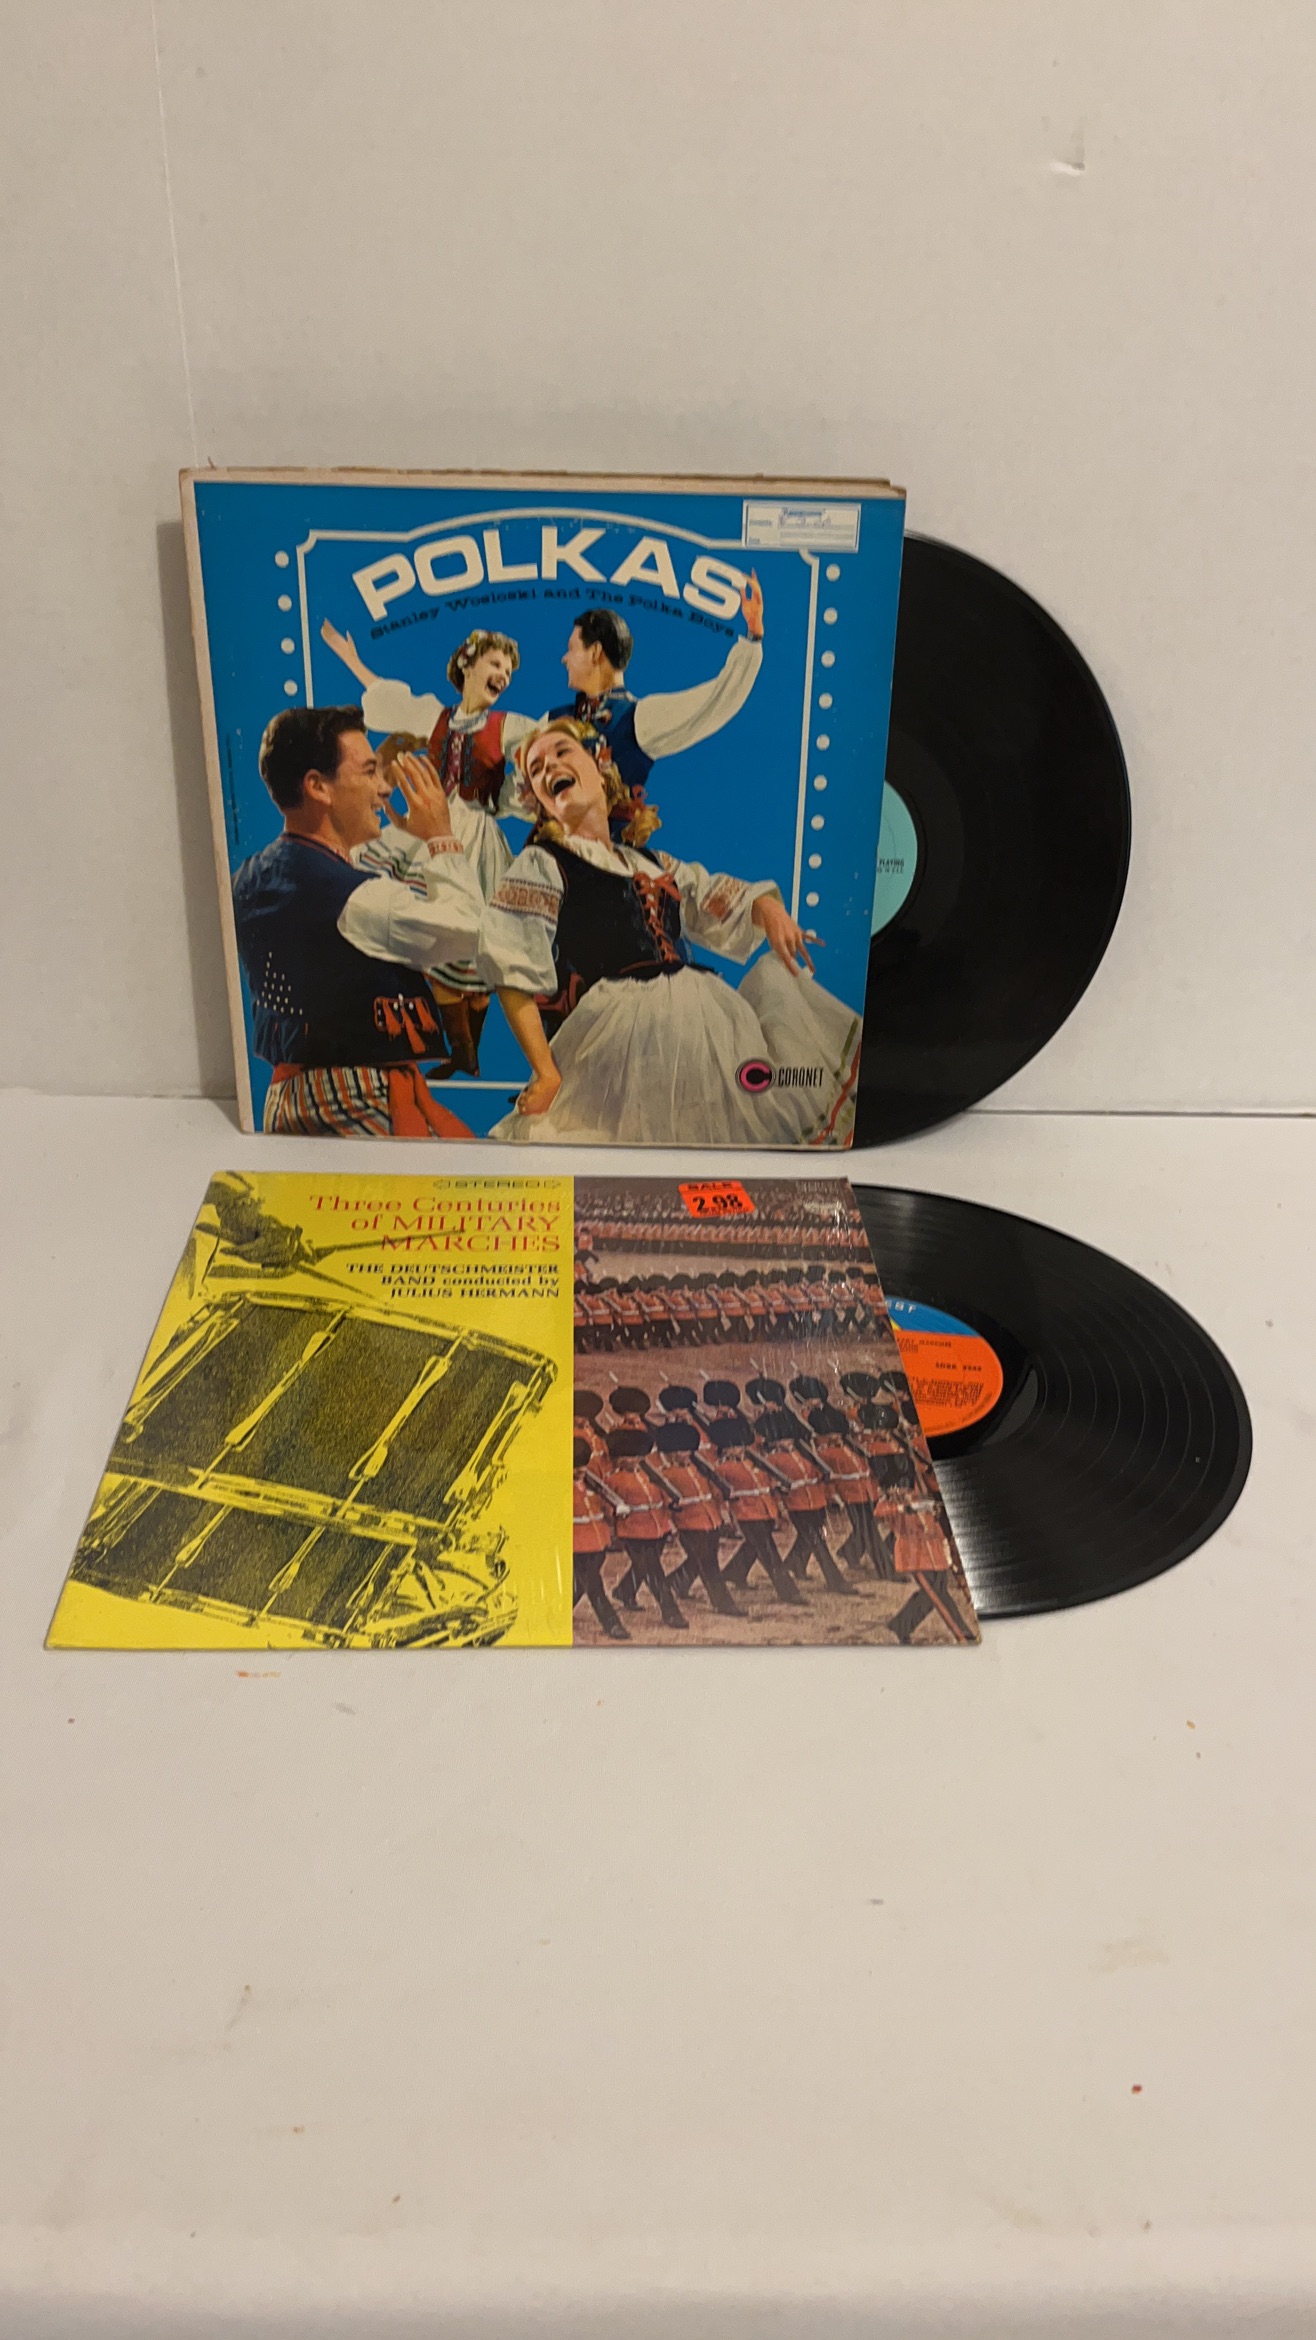 POLKAS
Stanley Wosloski and The Polka Boys
CORONET
PLAYING
STEREO
Three Centuries
of MILITARY
MARCHES
THE DEUTSCHMEISTER
BAND conducted by
JULIUS HERMANN
SALE
2.98